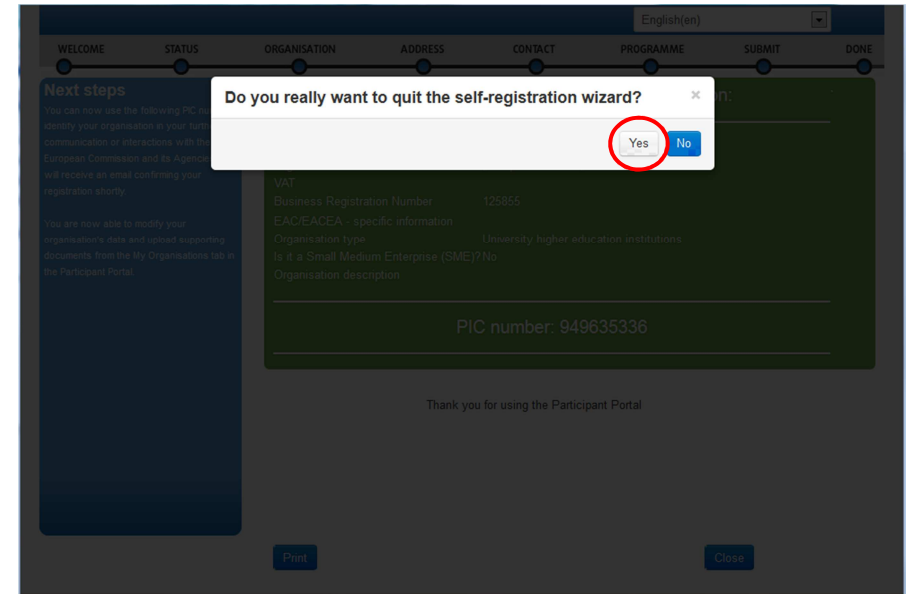 English(en)
WELCOME STATUS ORGANISATION ADDRESS CONTACT PROGRAMME SUBMIT DONE
Next steps
You can now use the following PIC nu
identify your organisation in your furth
communication or interactions with the
European Commission and its Agencie
will receive an email confirming your
registration shortly.
You are now able to modify your
organisation's data and upload supporting
documents from the My Organisations tab in
the Participant Portal.
Do you really want to quit the self-registration wizard? ×
Yes No
n:
VAT
Business Registration Number 125855
EAC/EACEA - specific information
Organisation type University higher education institutions
Is it a Small Medium Enterprise (SME)?No
Organisation description
PIC number: 949635336
Thank you for using the Participant Portal
Print Close